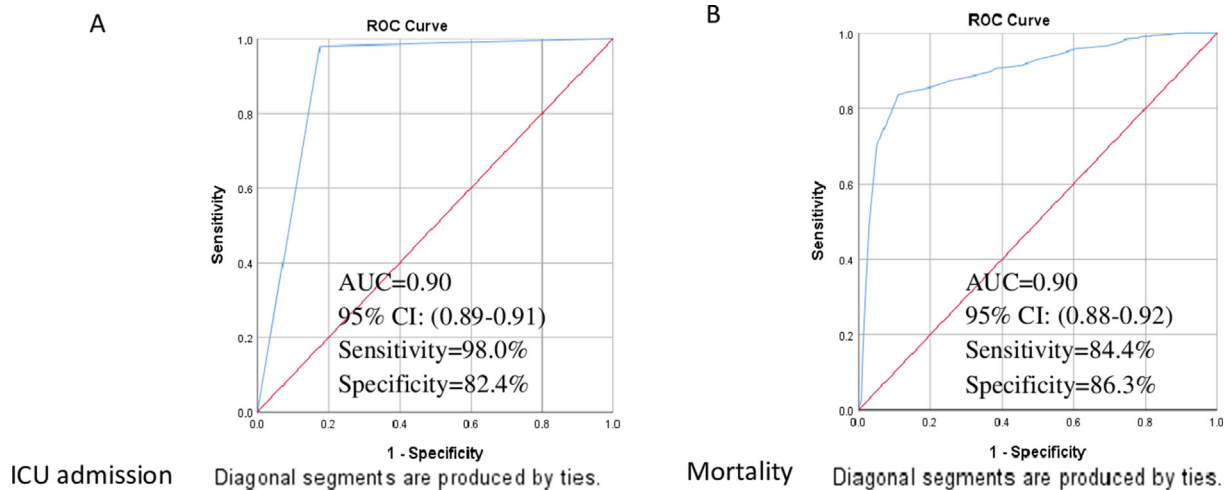 A
ROC Curve
1.0
0.8
0.6
0.4
0.2
0.0
Sensitivity
AUC=0.90
95% CI: (0.89-0.91)
Sensitivity=98.0%
Specificity=82.4%
0.0 0.2 0.4 0.6 0.8 1.0
1 - Specificity
ICU admission
Diagonal segments are produced by ties.
B
ROC Curve
1.0
0.8
0.6
0.4
0.2
0.0
Sensitivity
AUC=0.90
95% CI: (0.88-0.92)
Sensitivity=84.4%
Specificity=86.3%
0.0 0.2 0.4 0.6 0.8 1.0
1 - Specificity
Mortality
Diagonal segments are produced by ties.